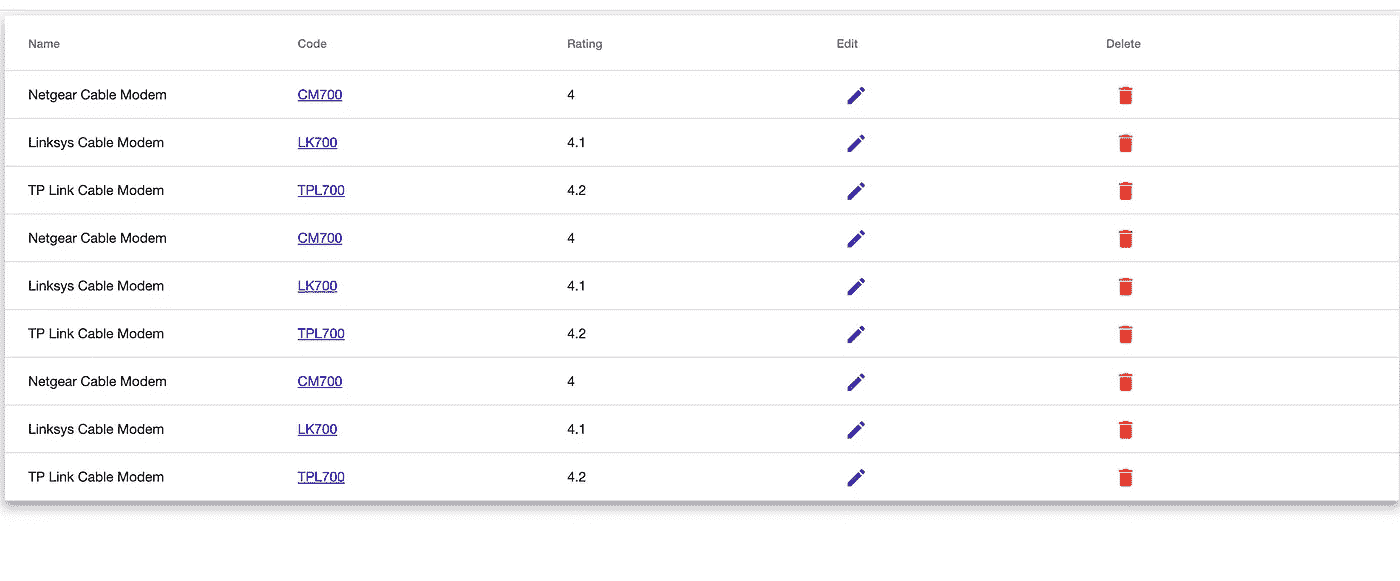 Name Code Rating Edit Delete
Netgear Cable Modem CM700 4
Linksys Cable Modem LK700 4.1
TP Link Cable Modem TPL700 4.2
Netgear Cable Modem CM700 4
Linksys Cable Modem LK700 4.1
TP Link Cable Modem TPL700 4.2
Netgear Cable Modem CM700 4
Linksys Cable Modem LK700 4.1
TP Link Cable Modem TPL700 4.2